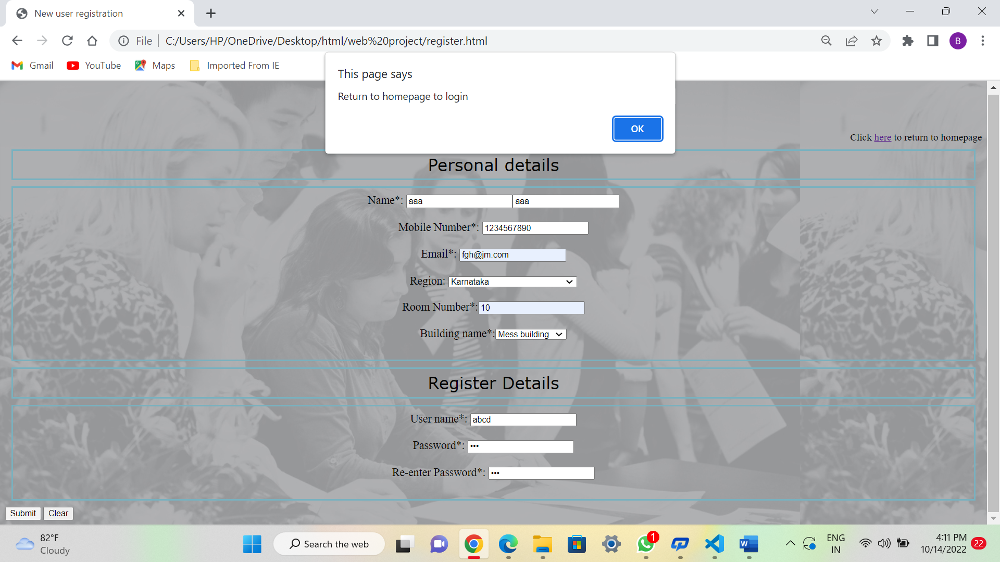 New user registration
File
C:/Users/HP/OneDrive/Desktop/html/web%20project/register.html
B
Gmail
YouTube
Maps
Imported From IE
This page says
Return to homepage to login
OK
Click here to return to homepage
Personal details
Name*: aaa aaa
Mobile Number*: 1234567890
Email*: fgh@jm.com
Region: Karnataka
Room Number*: 10
Building name*: Mess building
Register Details
User name*: abcd
Password*: •••
Re-enter Password*: •••
Submit Clear
82°F
Cloudy
Search the web
1
W
ENG
IN
4:11 PM
10/14/2022
22